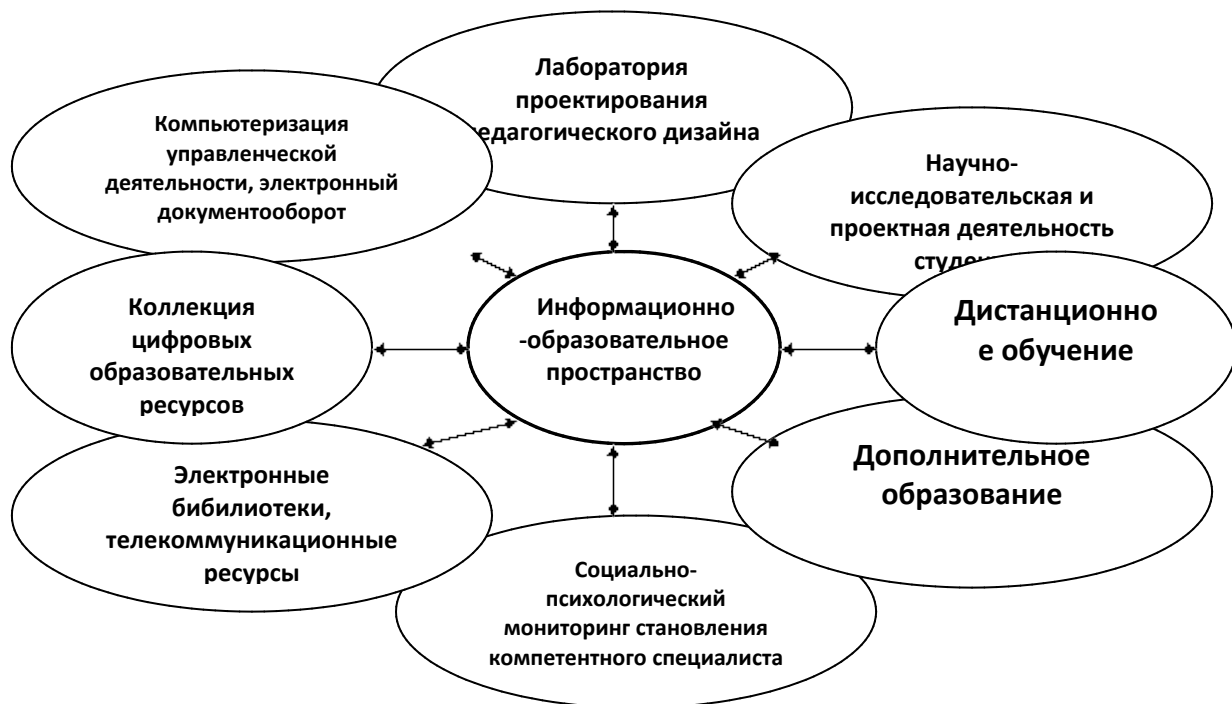 Лаборатория
проектирования
едагогического дизайна
Компьютеризация
управленческой
деятельности, электронный
документооборот
Научно-
исследовательская и
проектная деятельность
студе
Коллекция
цифровых
образовательных
ресурсов
Информационно
-образовательное
пространство
Дистанционно
е обучение
Электронные
бибилиотеки,
телекоммуникационные
ресурсы
Дополнительное
образование
Социально-
психологический
мониторинг становления
компетентного специалиста